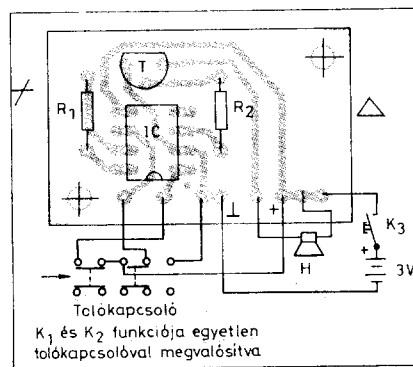 T
R₁
IC
R₂
⊥
+
K₃
+
H
3V
Tolókapcsoló
K₁ és K₂ funkciója egyetlen
tolókapcsolóval megvalósítva